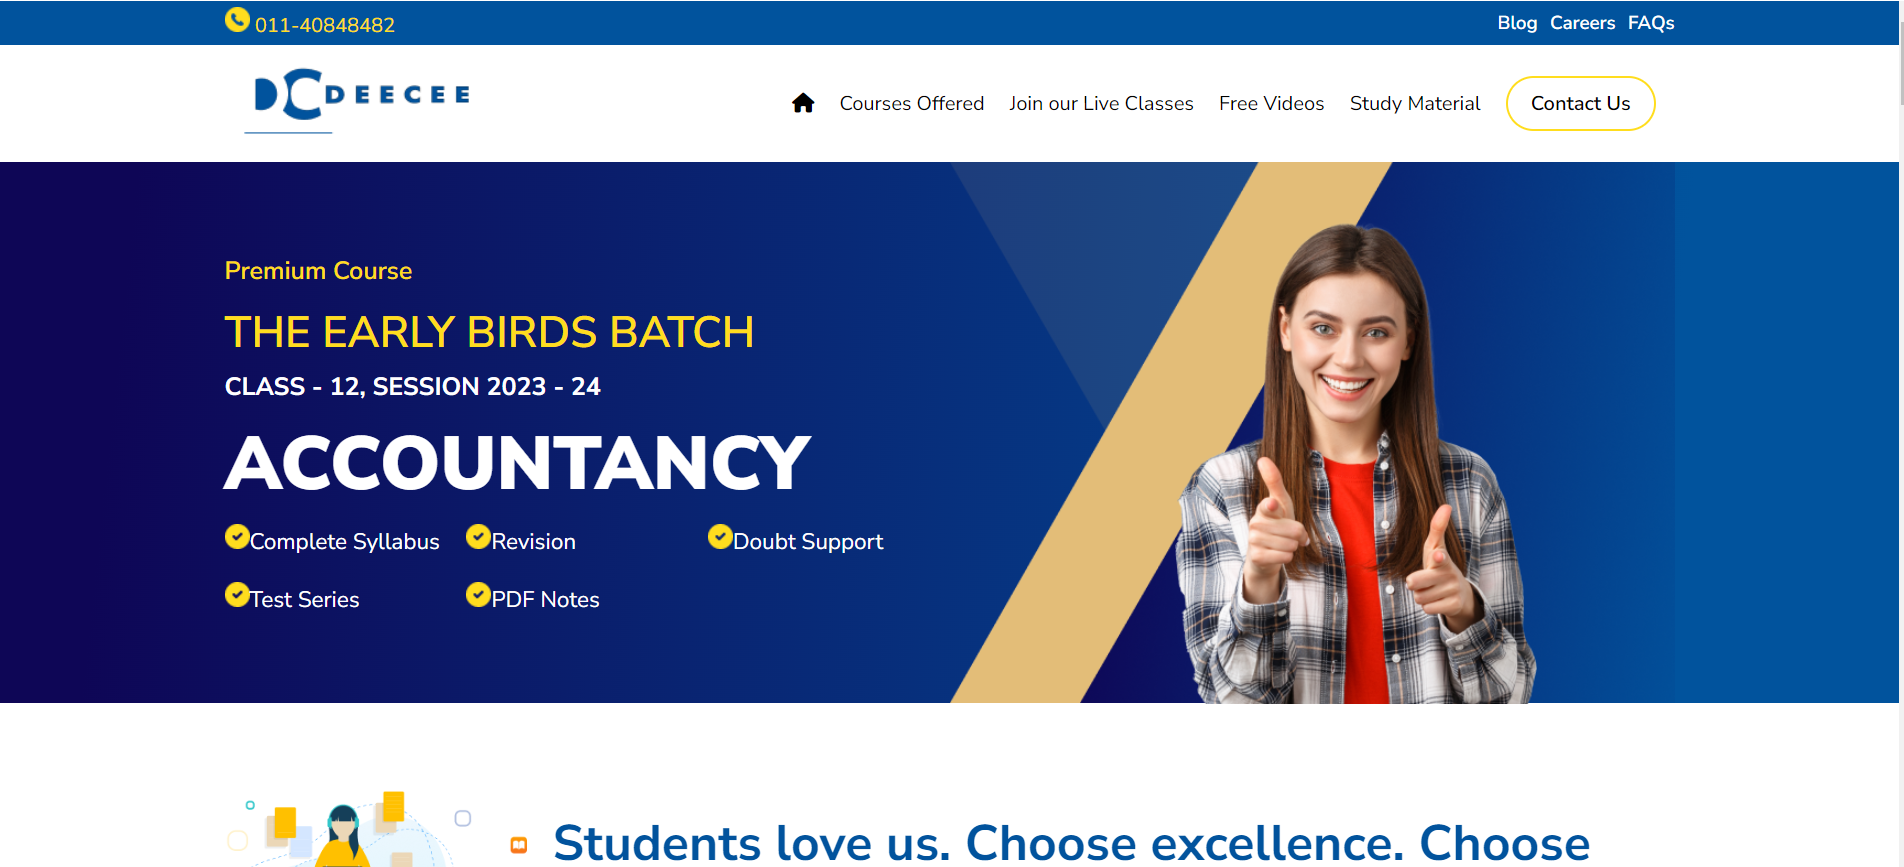 011-40848482
Blog Careers FAQs
DC DEECEE
Courses Offered Join our Live Classes Free Videos Study Material Contact Us
Premium Course
THE EARLY BIRDS BATCH
CLASS - 12, SESSION 2023 - 24
ACCOUNTANCY
Complete Syllabus Revision Doubt Support
Test Series PDF Notes
Students love us. Choose excellence. Choose